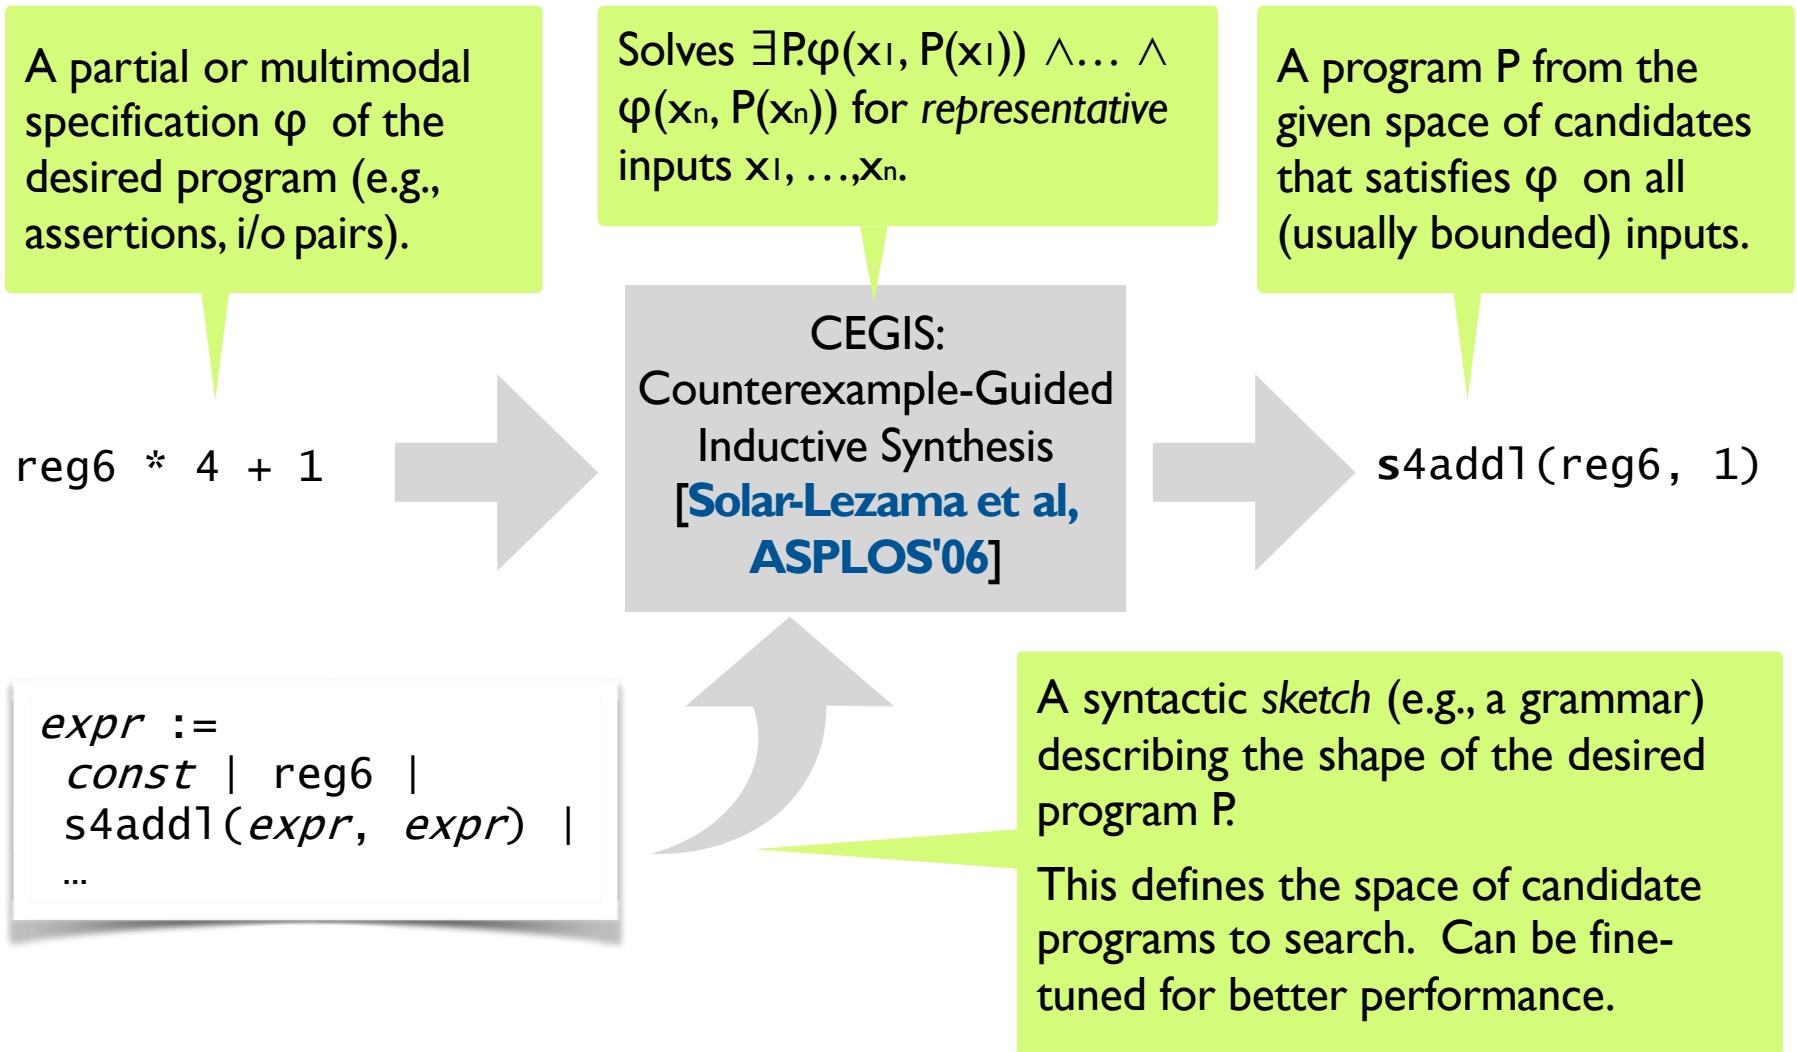 A partial or multimodal
specification φ of the
desired program (e.g.,
assertions, i/o pairs).
Solves ∃P.φ(x₁, P(x₁)) ∧… ∧
φ(xₙ, P(xₙ)) for representative
inputs x₁, …,xₙ.
A program P from the
given space of candidates
that satisfies φ on all
(usually bounded) inputs.
reg6 * 4 + 1
CEGIS:
Counterexample-Guided
Inductive Synthesis
[Solar-Lezama et al,
ASPLOS'06]
s4addl(reg6, 1)
expr :=
const | reg6 |
s4addl(expr, expr) |
…
A syntactic sketch (e.g., a grammar)
describing the shape of the desired
program P.
This defines the space of candidate
programs to search. Can be fine-
tuned for better performance.